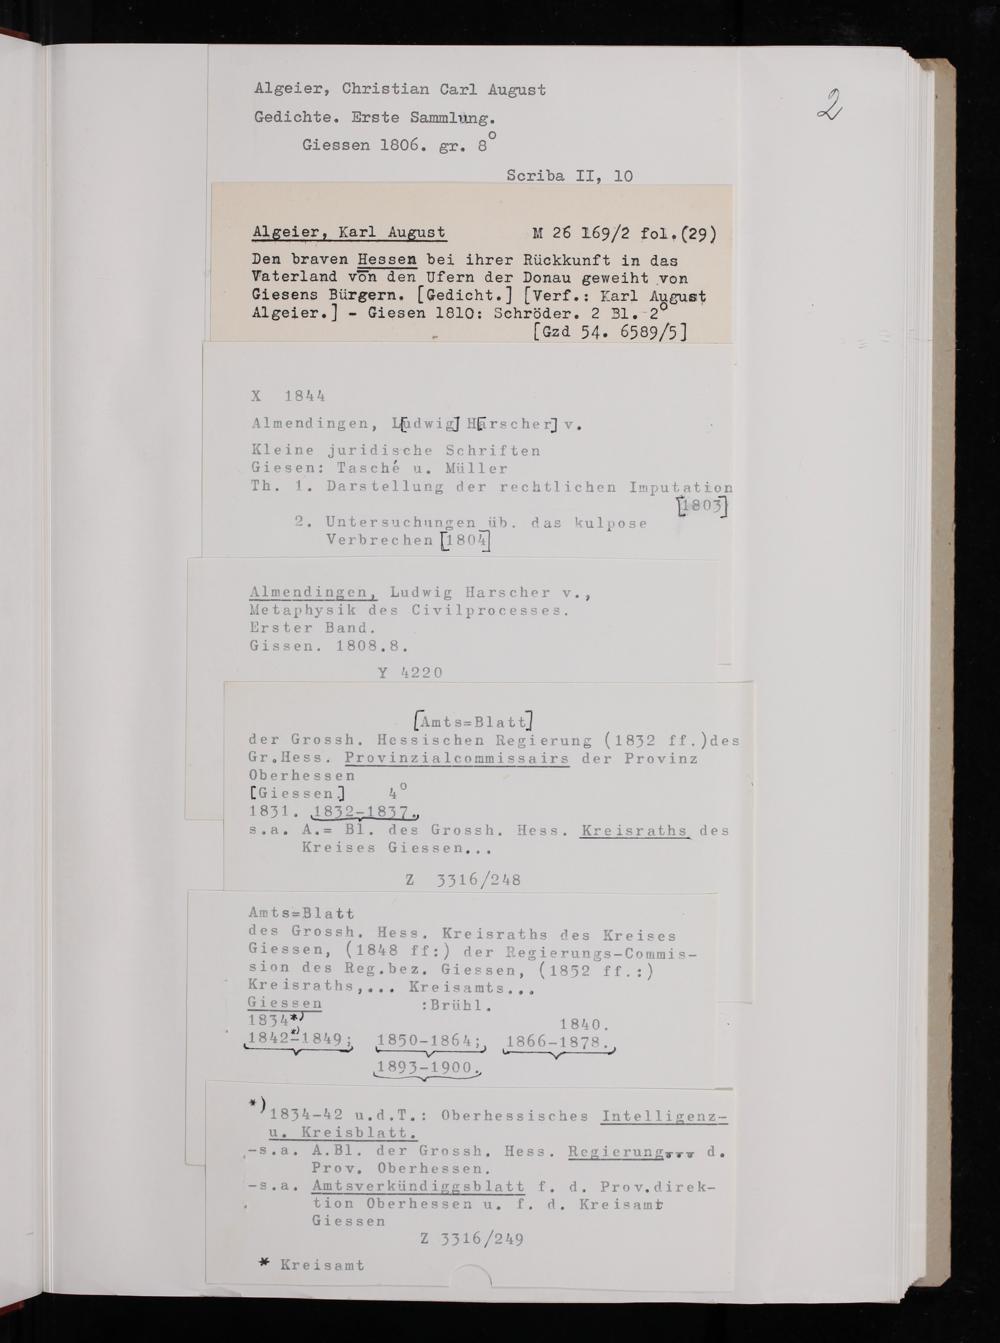 2
Algeier, Christian Carl August
Gedichte. Erste Sammlung.
Giessen 1806. gr. 8°
Scriba II, 10
Algeier, Karl August M 26 169/2 fol.(29)
Den braven Hessen bei ihrer Rückkunft in das
Vaterland von den Ufern der Donau geweiht von
Giesens Bürgern. [Gedicht.] [Verf.: Karl August
Algeier.] - Giesen 1810: Schröder. 2 Bl. 2°
[Gzd 54. 6589/5]
X 1844
Almendingen, L[udwig] H[arscher] v.
Kleine juridische Schriften
Giesen: Tasché u. Müller
Th. 1. Darstellung der rechtlichen Imputation
[1803]
2. Untersuchungen üb. das kulpose
Verbrechen [1804]
Almendingen, Ludwig Harscher v.,
Metaphysik des Civilprocesses.
Erster Band.
Gissen. 1808.8.
Y 4220
[Amts=Blatt]
der Grossh. Hessischen Regierung (1832 ff.)des
Gr.Hess. Provinzialcommissairs der Provinz
Oberhessen
[Giessen] 4°
1831. 1832-1837.,
s.a. A.= Bl. des Grossh. Hess. Kreisraths des
Kreises Giessen...
Z 3316/248
Amts=Blatt
des Grossh. Hess. Kreisraths des Kreises
Giessen, (1848 ff:) der Regierungs-Commis-
sion des Reg.bez. Giessen, (1852 ff.:)
Kreisraths,... Kreisamts...
Giessen :Brühl.
1834*) 1840.
1842*)-1849; 1850-1864;, 1866-1878.,
1893-1900.,
*)1834-42 u.d.T.: Oberhessisches Intelligenz-
u. Kreisblatt.
-s.a. A.Bl. der Grossh. Hess. Regierung... d.
Prov. Oberhessen.
-s.a. Amtsverkündiggsblatt f. d. Prov.direk-
tion Oberhessen u. f. d. Kreisamt
Giessen
Z 3316/249
* Kreisamt